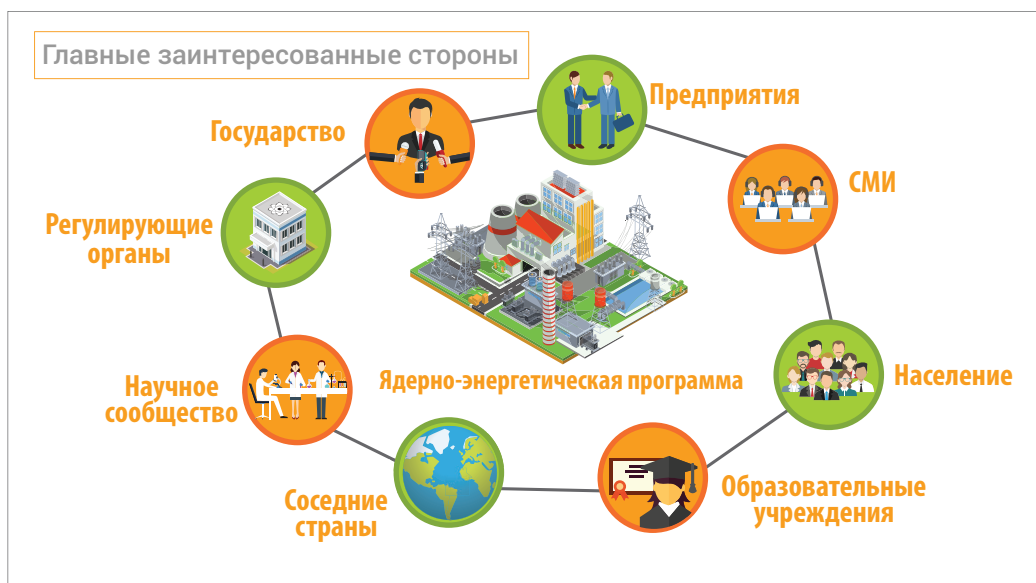 Главные заинтересованные стороны
Предприятия
Государство
СМИ
Регулирующие
органы
Ядерно-энергетическая программа
Население
Научное
сообщество
Образовательные
учреждения
Соседние
страны